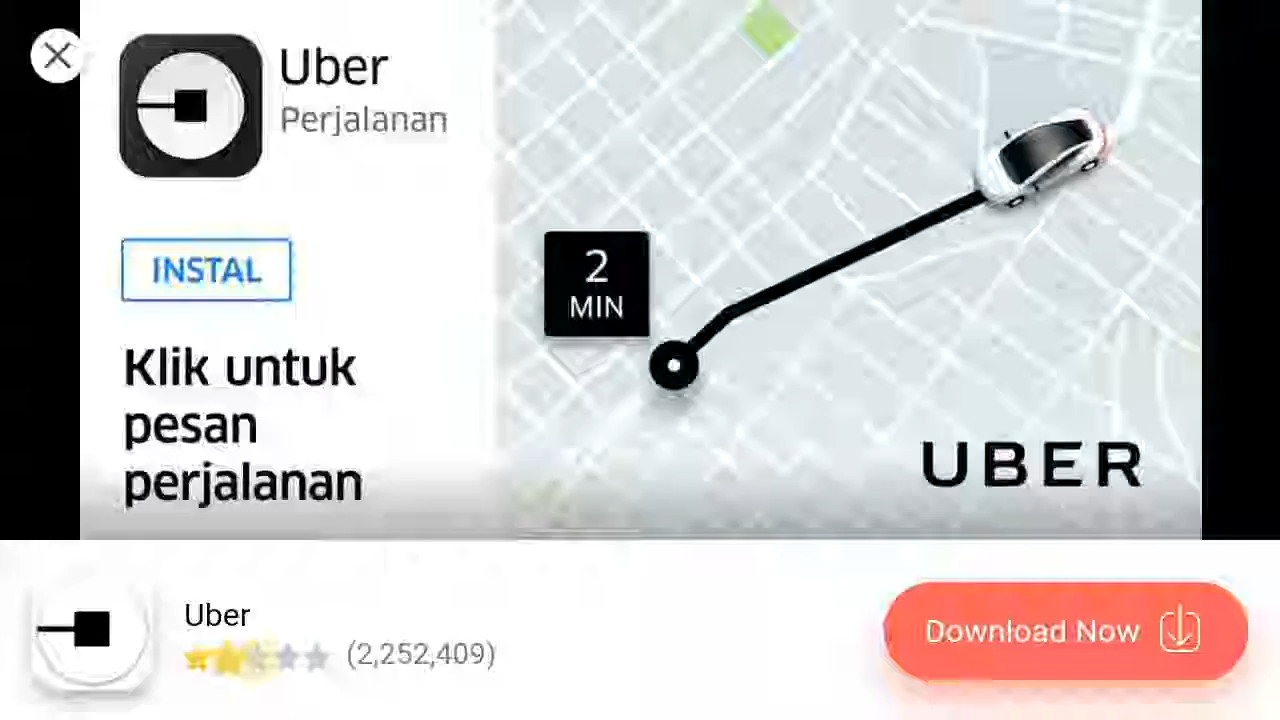 Uber
Perjalanan
INSTAL
Klik untuk
pesan
perjalanan
2
MIN
UBER
Uber
(2,252,409)
Download Now